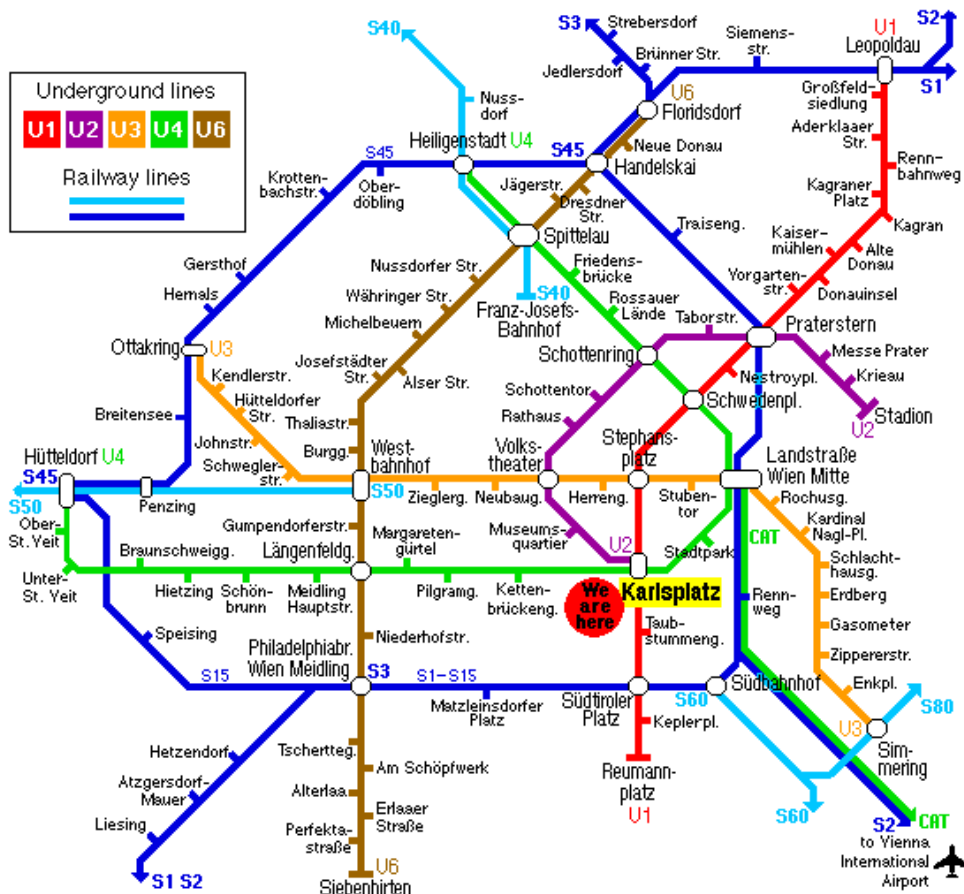 S40
S3
Strebersdorf
Siemens-
str.
U1
S2
Leopoldau
Jedlersdorf
Brünner Str.
S1
Underground lines
U1 U2 U3 U4 U6
Railway lines
Nuss-
dorf
U6
Floridsdorf
Großfeld-
siedlung
Aderklaaer
Str.
Heiligenstadt U4
Neue Donau
S45
S45
Handelskai
Renn-
bahnweg
Krotten-
bachstr.
Ober-
döbling
Jägerstr.
Dresdner
Str.
Kagraner
Platz
Kagran
Traiseng.
Kaiser-
mühlen
Alte
Donau
Spittelau
Gersthof
Nussdorfer Str.
Friedens-
brücke
Vorgarten-
str.
Donauinsel
Hernals
Währinger Str.
S40
Franz-Josefs-
Bahnhof
Rossauer
Lände
Taborstr.
Praterstern
Michelbeuern
Ottakring
U3
Schottenring
Messe Prater
Josefstädter
Str.
Alser Str.
Kendlerstr.
Nestroypl.
Krieau
Hütteldorfer
Str.
Schottentor
Schwedenpl.
Stadion
U2
Breitensee
Thaliastr.
Rathaus
Johnstr.
Burgg.
Volks-
theater
Stephans-
platz
Hütteldorf U4
S45
Schwegler-
str.
West-
bahnhof
Landstraße
Wien Mitte
S50
Penzing
S50
Zieglerg.
Neubaug.
Herreng.
Stuben-
tor
Rochusg.
Ober-
St. Veit
Gumpendorferstr.
Margareten-
gürtel
Museums-
quartier
Kardinal
Nagl-Pl.
Braunschweigg.
Längenfeldg.
U2
Stadtpark
CAT
Schlacht-
hausg.
Unter-
St. Veit
Hietzing
Schön-
brunn
Meidling
Hauptstr.
Pilgramg.
Ketten-
brückeng.
We
are
here
Karlsplatz
Renn-
weg
Erdberg
Gasometer
Speising
Niederhofstr.
Taub-
stummeng.
Zippererstr.
Philadelphiabr.
Wien Meidling
S3
S15
S1-S15
S60
Südbahnhof
Enkpl.
S80
Matzleinsdorfer
Platz
Südtiroler
Platz
Keplerpl.
U3
Sim-
mering
Hetzendorf
Tschertteg.
Am Schöpfwerk
Reumann-
platz
U1
Atzgersdorf-
Mauer
Alterlaa
Erlaaer
Straße
S60
S2
CAT
Liesing
Perfekta-
straße
to Vienna
International
Airport
S1 S2
U6
Siebenhirten